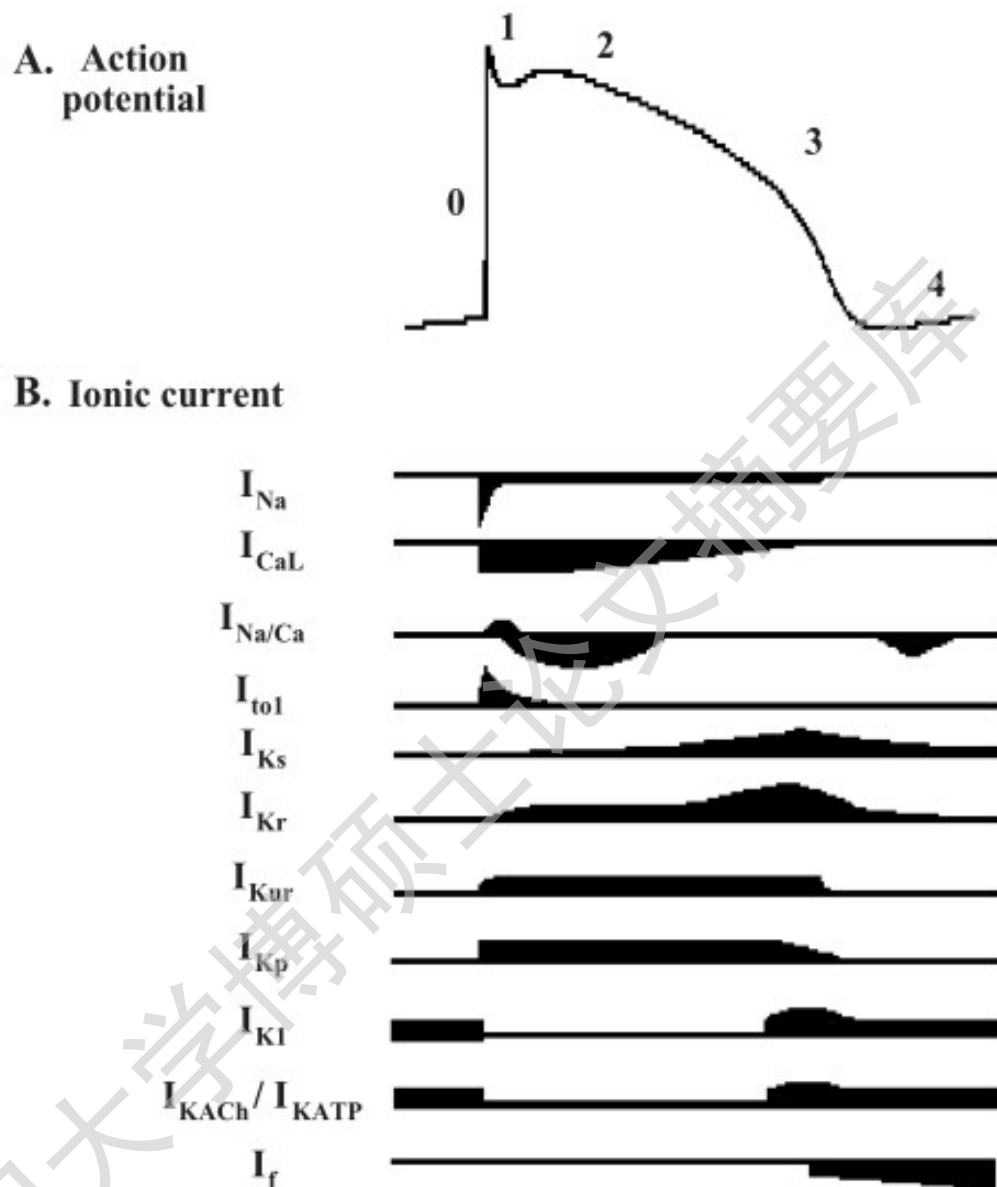 1
2
A. Action
potential
3
0
4
B. Ionic current
I_Na
I_CaL
I_Na/Ca
I_to1
I_Ks
I_Kr
I_Kur
I_Kp
I_K1
I_KACh / I_KATP
I_f
大学博硕士论文摘要库